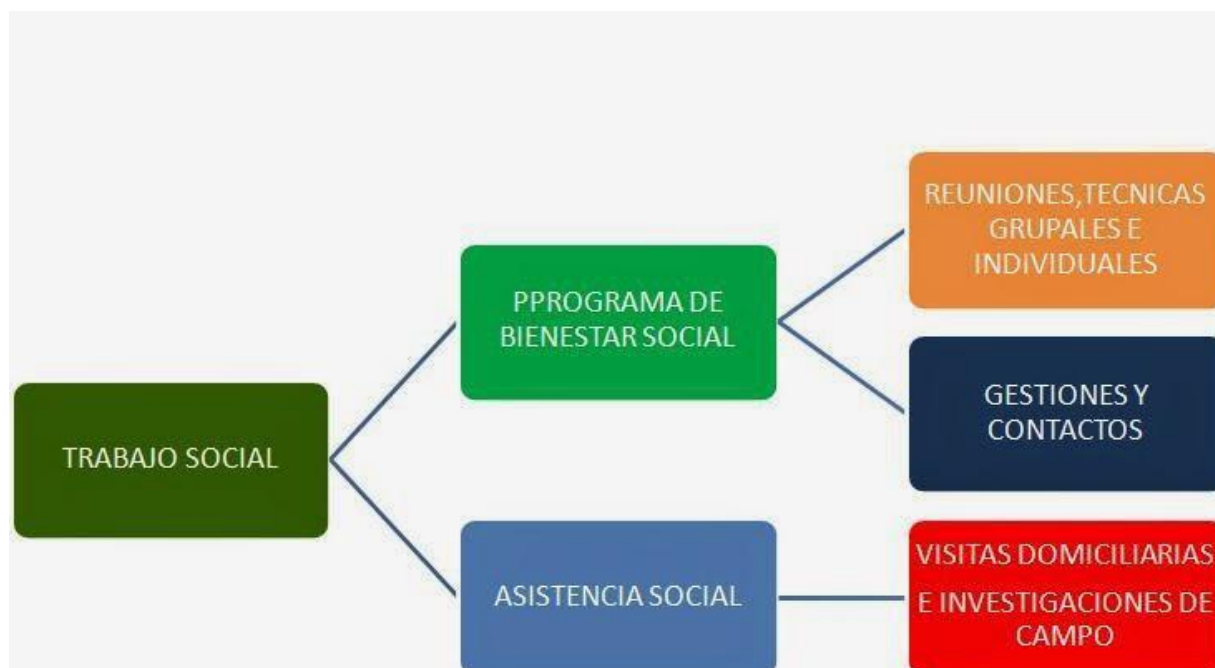 REUNIONES,TECNICAS
GRUPALES E
INDIVIDUALES
PPROGRAMA DE
BIENESTAR SOCIAL
GESTIONES Y
CONTACTOS
TRABAJO SOCIAL
ASISTENCIA SOCIAL
VISITAS DOMICILIARIAS
E INVESTIGACIONES DE
CAMPO